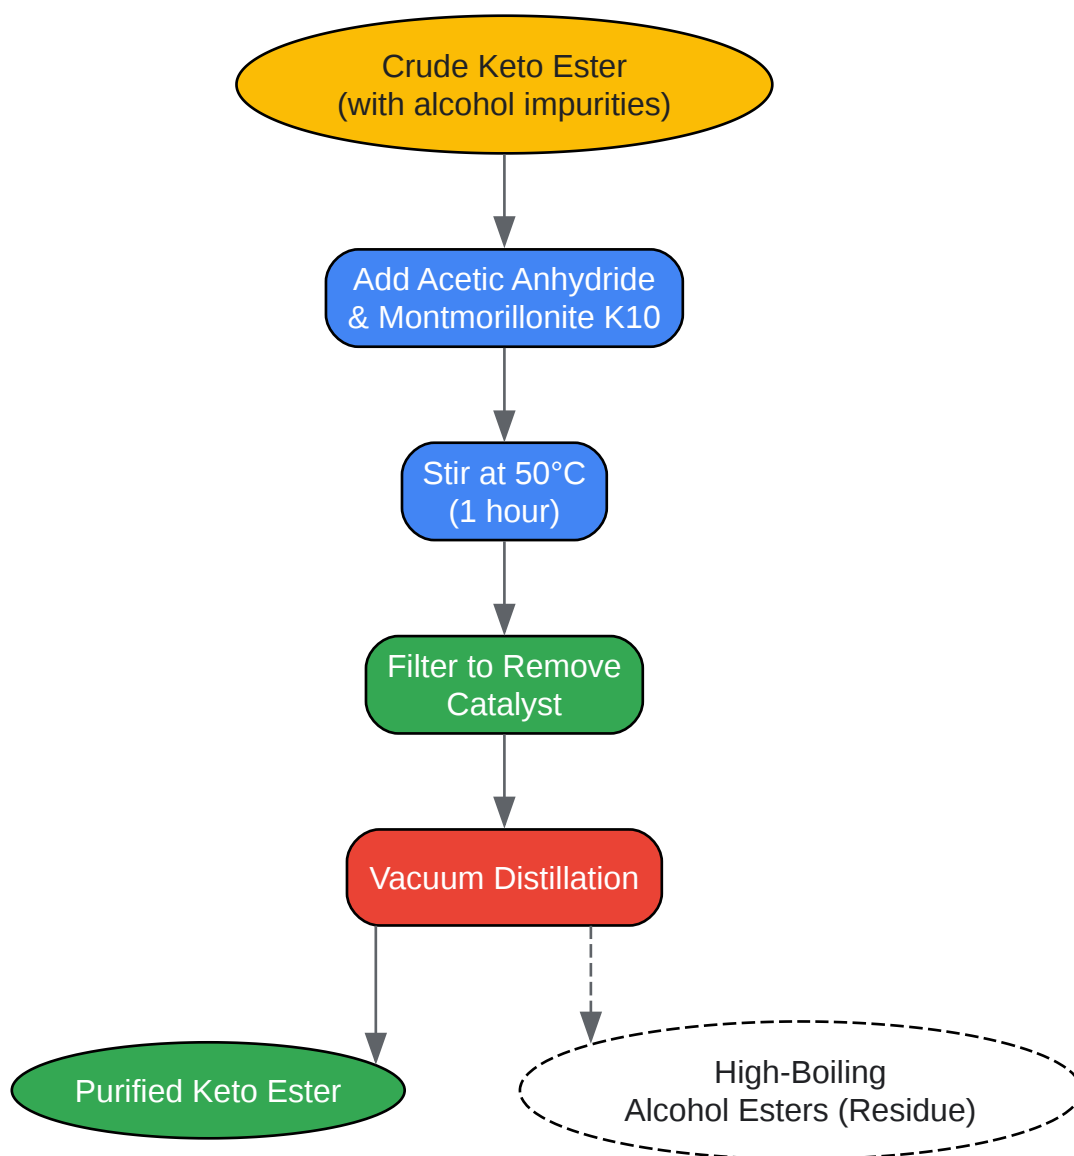 Crude Keto Ester
(with alcohol impurities)
Add Acetic Anhydride
& Montmorillonite K10
Stir at 50°C
(1 hour)
Filter to Remove
Catalyst
Vacuum Distillation
Purified Keto Ester
High-Boiling
Alcohol Esters (Residue)